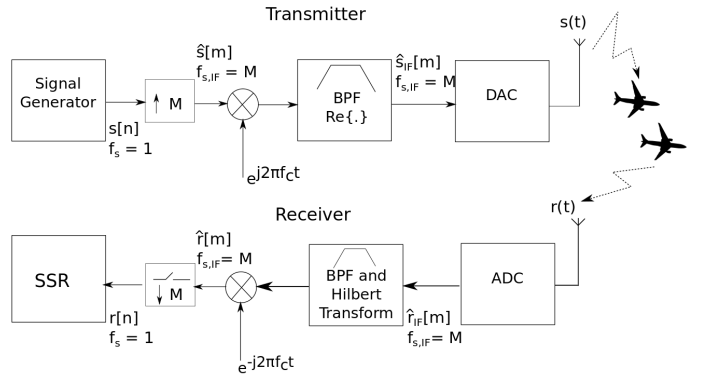 Transmitter
s(t)
Signal
Generator
s[n]
f_s = 1
↑ M
ŝ[m]
f_s,IF = M
e^j2πf_ct
BPF
Re{.}
ŝ_IF[m]
f_s,IF = M
DAC
Receiver
r(t)
SSR
r[n]
f_s = 1
↓ M
r̂[m]
f_s,IF = M
e^-j2πf_ct
BPF and
Hilbert
Transform
r̂_IF[m]
f_s,IF = M
ADC